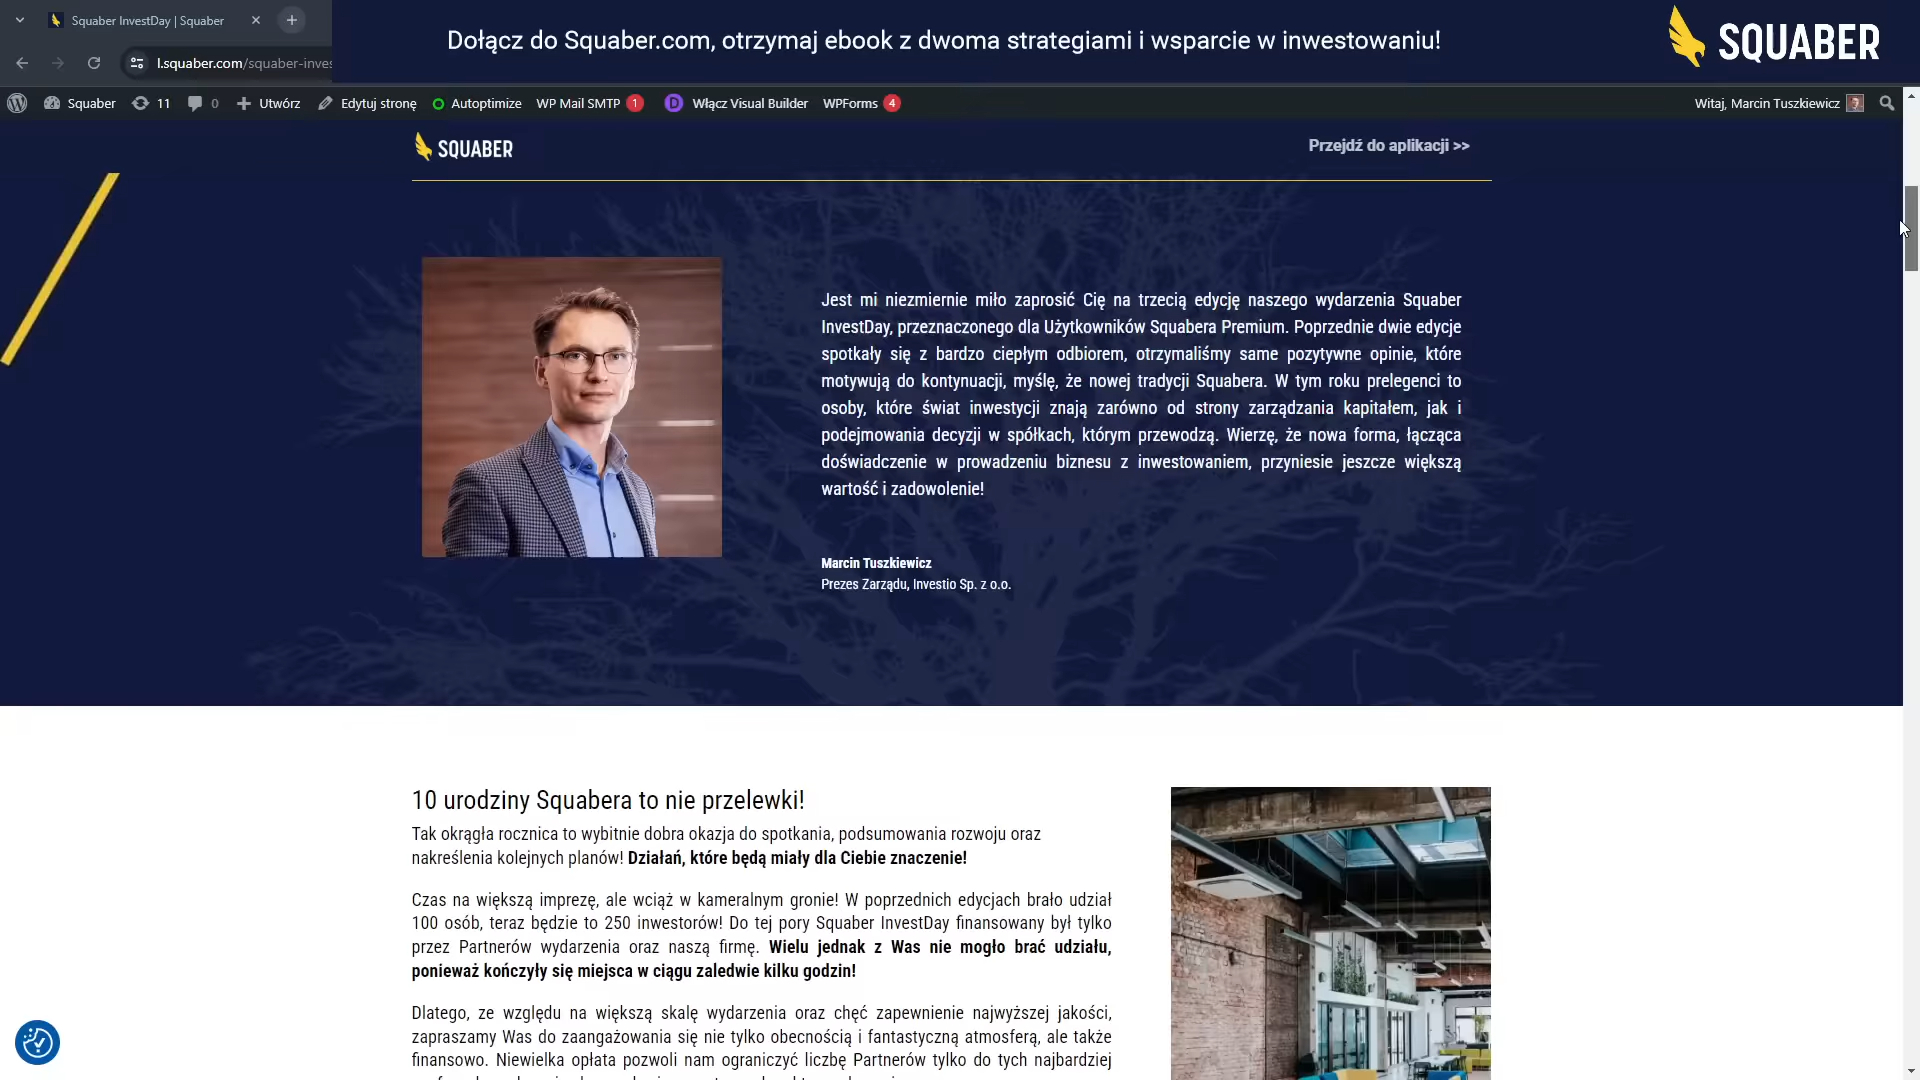 Squaber InvestDay | Squaber
Dołącz do Squaber.com, otrzymaj ebook z dwoma strategiami i wsparcie w inwestowaniu!
SQUABER
l.squaber.com/squaber-inves
Squaber
11
0
Utwórz
Edytuj stronę
Autoptimize
WP Mail SMTP 1
D Włącz Visual Builder
WPForms 4
Witaj, Marcin Tuszkiewicz
SQUABER
Przejdź do aplikacji >>
Jest mi niezmiernie miło zaprosić Cię na trzecią edycję naszego wydarzenia Squaber
InvestDay, przeznaczonego dla Użytkowników Squabera Premium. Poprzednie dwie edycje
spotkały się z bardzo ciepłym odbiorem, otrzymaliśmy same pozytywne opinie, które
motywują do kontynuacji, myślę, że nowej tradycji Squabera. W tym roku prelegenci to
osoby, które świat inwestycji znają zarówno od strony zarządzania kapitałem, jak i
podejmowania decyzji w spółkach, którym przewodzą. Wierzę, że nowa forma, łącząca
doświadczenie w prowadzeniu biznesu z inwestowaniem, przyniesie jeszcze większą
wartość i zadowolenie!
Marcin Tuszkiewicz
Prezes Zarządu, Investio Sp. z o.o.
10 urodziny Squabera to nie przelewki!
Tak okrągła rocznica to wybitnie dobra okazja do spotkania, podsumowania rozwoju oraz
nakreślenia kolejnych planów! Działań, które będą miały dla Ciebie znaczenie!
Czas na większą imprezę, ale wciąż w kameralnym gronie! W poprzednich edycjach brało udział
100 osób, teraz będzie to 250 inwestorów! Do tej pory Squaber InvestDay finansowany był tylko
przez Partnerów wydarzenia oraz naszą firmę. Wielu jednak z Was nie mogło brać udziału,
ponieważ kończyły się miejsca w ciągu zaledwie kilku godzin!
Dlatego, ze względu na większą skalę wydarzenia oraz chęć zapewnienie najwyższej jakości,
zapraszamy Was do zaangażowania się nie tylko obecnością i fantastyczną atmosferą, ale także
finansowo. Niewielka opłata pozwoli nam ograniczyć liczbę Partnerów tylko do tych najbardziej